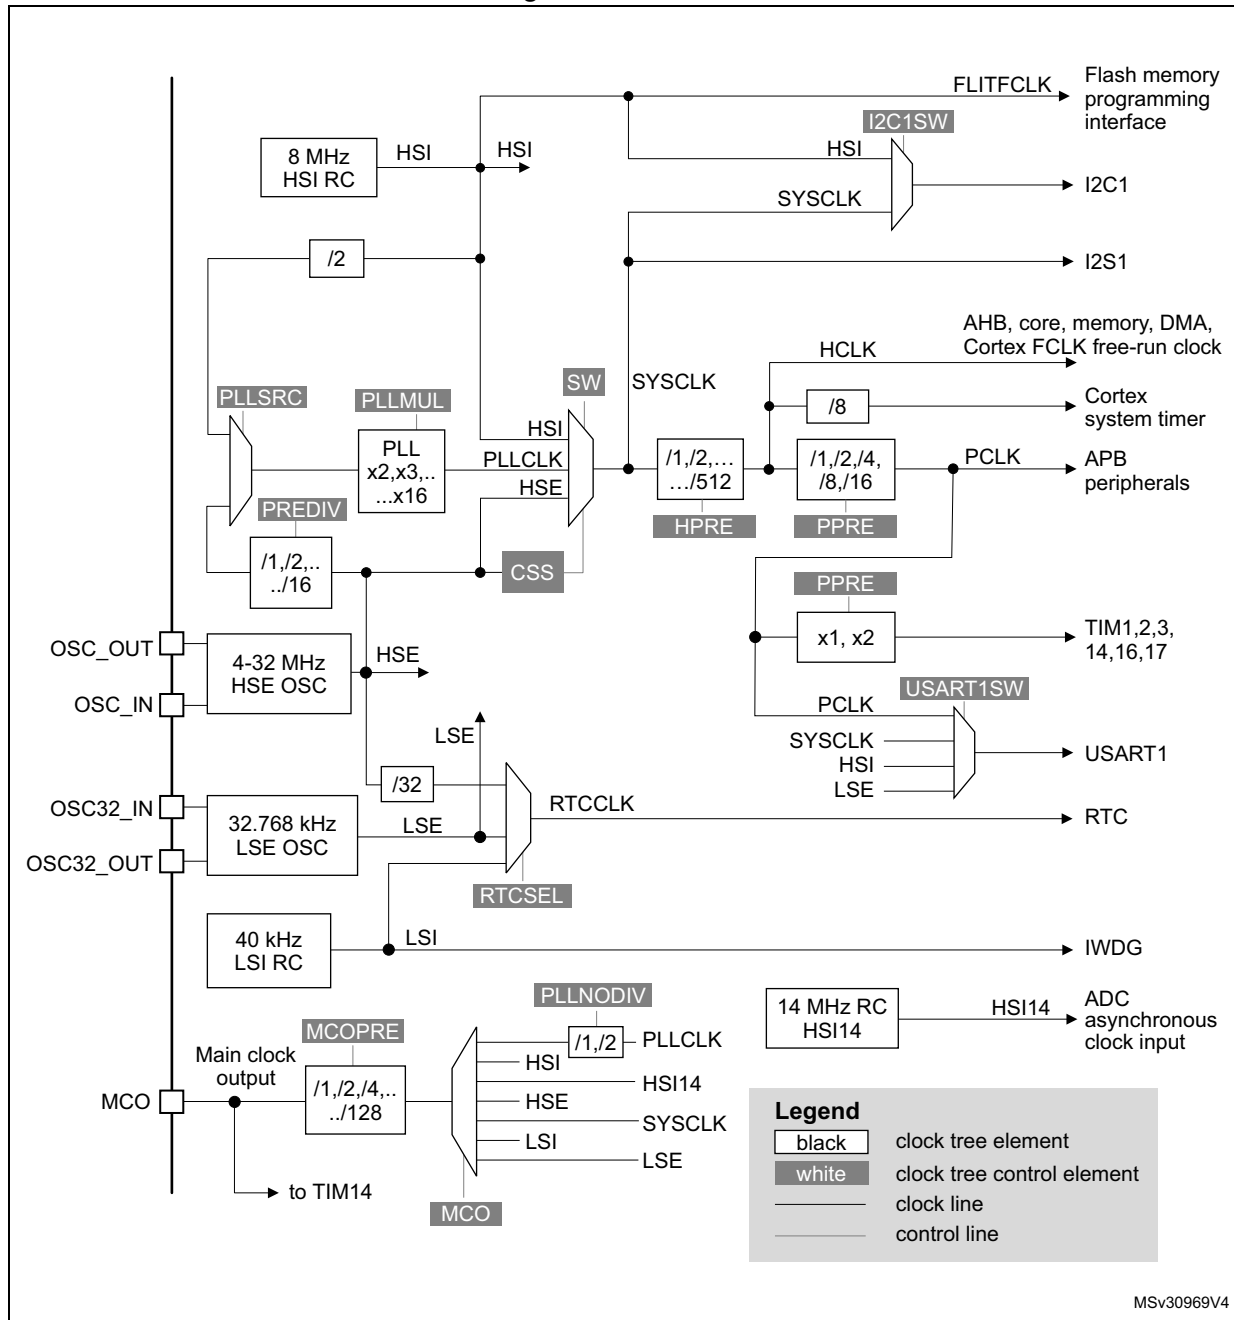 FLITFCLK
Flash memory
programming
interface
I2C1SW
8 MHz
HSI RC
HSI
HSI
HSI
I2C1
SYSCLK
/2
I2S1
AHB, core, memory, DMA,
Cortex FCLK free-run clock
HCLK
SW
SYSCLK
PLLSRC
PLLMUL
/8
Cortex
system timer
PLL
x2,x3,..
...x16
HSI
PLLCLK
HSE
/1,/2,…
…/512
/1,/2,/4,
/8,/16
PCLK
APB
peripherals
PREDIV
HPRE
PPRE
/1,/2,..
../16
CSS
PPRE
OSC_OUT
OSC_IN
4-32 MHz
HSE OSC
HSE
x1, x2
TIM1,2,3,
14,16,17
USART1SW
PCLK
SYSCLK
HSI
LSE
USART1
LSE
/32
RTCCLK
RTC
OSC32_IN
OSC32_OUT
32.768 kHz
LSE OSC
LSE
RTCSEL
40 kHz
LSI RC
LSI
IWDG
PLLNODIV
14 MHz RC
HSI14
HSI14
ADC
asynchronous
clock input
MCOPRE
Main clock
output
/1,/2
PLLCLK
HSI
HSI14
HSE
SYSCLK
LSI
LSE
MCO
/1,/2,/4,..
../128
to TIM14
MCO
Legend
black
clock tree element
white
clock tree control element
clock line
control line
MSv30969V4